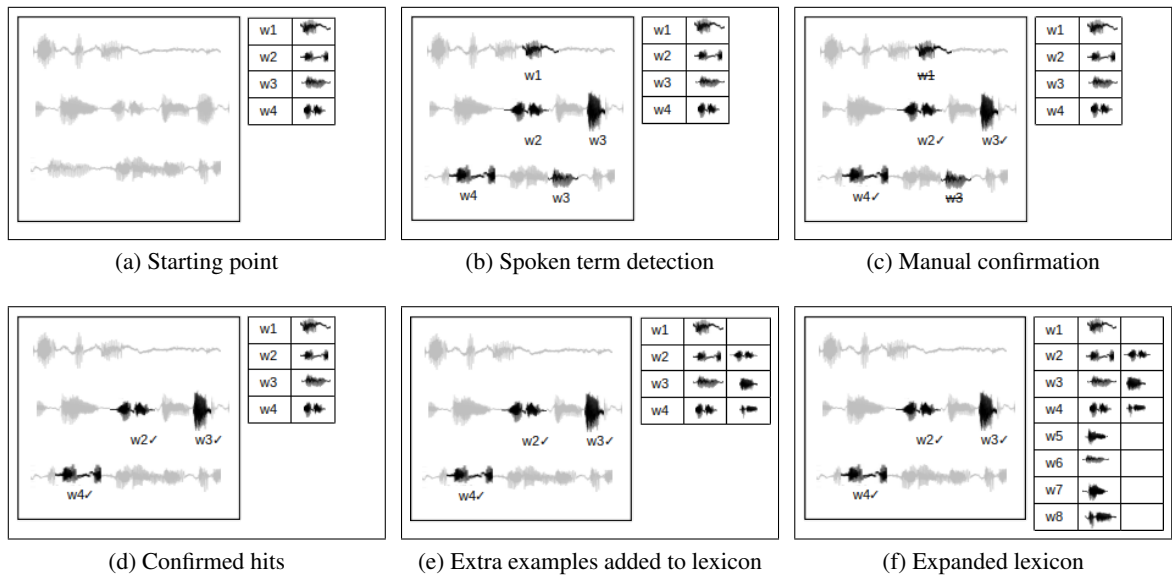 w1
w2
w3
w4
(a) Starting point
w1
w2 w3
w4 w3
w1
w2
w3
w4
(b) Spoken term detection
w1
w2✓ w3✓
w4✓ w3
w1
w2
w3
w4
(c) Manual confirmation
w2✓ w3✓
w4✓
w1
w2
w3
w4
(d) Confirmed hits
w2✓ w3✓
w4✓
w1
w2
w3
w4
(e) Extra examples added to lexicon
w2✓ w3✓
w4✓
w1
w2
w3
w4
w5
w6
w7
w8
(f) Expanded lexicon